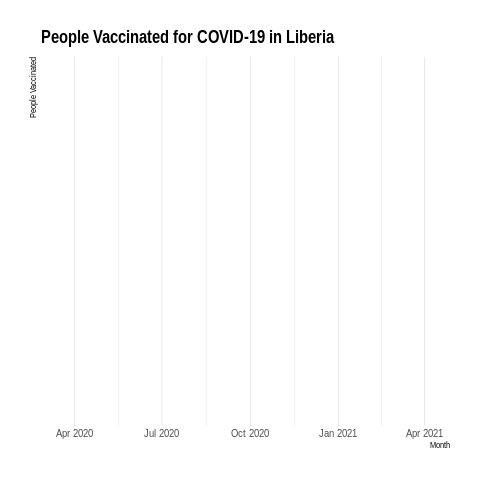 People Vaccinated for COVID-19 in Liberia
People Vaccinated
Apr 2020 Jul 2020 Oct 2020 Jan 2021 Apr 2021
Month